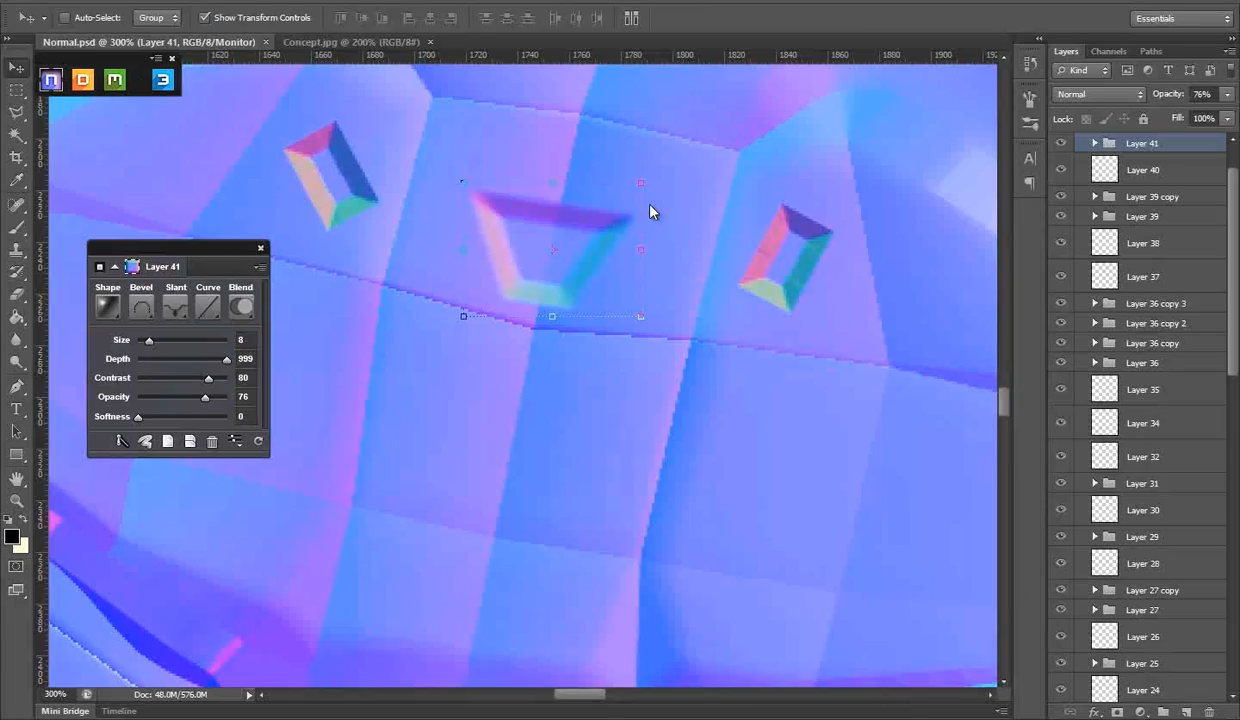 Auto-Select: Group Show Transform Controls Essentials
Normal.psd @ 300% (Layer 41, RGB/8/Monitor) × Concept.jpg @ 200% (RGB/8#) ×
Layers Channels Paths
1620 1660 1680 1700 1720 1740 1760 1780 1800 1820 1840 1860 1880 1900
n D m 3
Kind
Normal Opacity: 76%
Lock: Fill: 100%
Layer 41
Layer 40
Layer 39 copy
Layer 39
Layer 38
Layer 37
Layer 36 copy 3
Layer 36 copy 2
Layer 36 copy
Layer 36
Layer 35
Layer 34
Layer 32
Layer 31
Layer 30
Layer 29
Layer 28
Layer 27 copy
Layer 27
Layer 26
Layer 25
Layer 24
Layer 41
Shape Bevel Slant Curve Blend
Size 8
Depth 999
Contrast 80
Opacity 76
Softness 0
300% Doc: 48.0M/576.0M
Mini Bridge Timeline